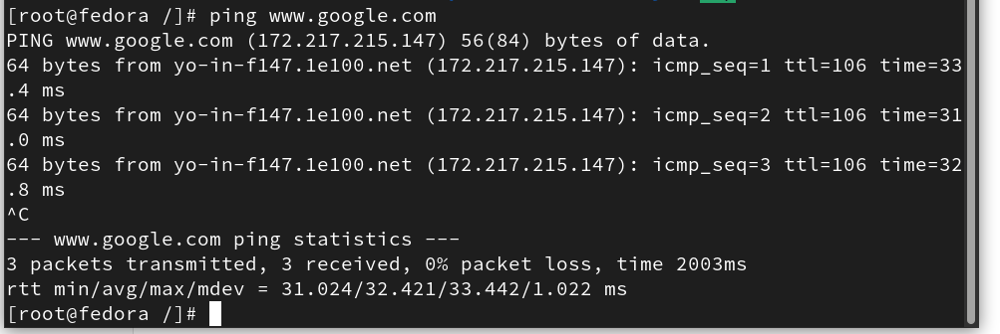 [root@fedora /]# ping www.google.com
PING www.google.com (172.217.215.147) 56(84) bytes of data.
64 bytes from yo-in-f147.1e100.net (172.217.215.147): icmp_seq=1 ttl=106 time=33
.4 ms
64 bytes from yo-in-f147.1e100.net (172.217.215.147): icmp_seq=2 ttl=106 time=31
.0 ms
64 bytes from yo-in-f147.1e100.net (172.217.215.147): icmp_seq=3 ttl=106 time=32
.8 ms
^C
--- www.google.com ping statistics ---
3 packets transmitted, 3 received, 0% packet loss, time 2003ms
rtt min/avg/max/mdev = 31.024/32.421/33.442/1.022 ms
[root@fedora /]#